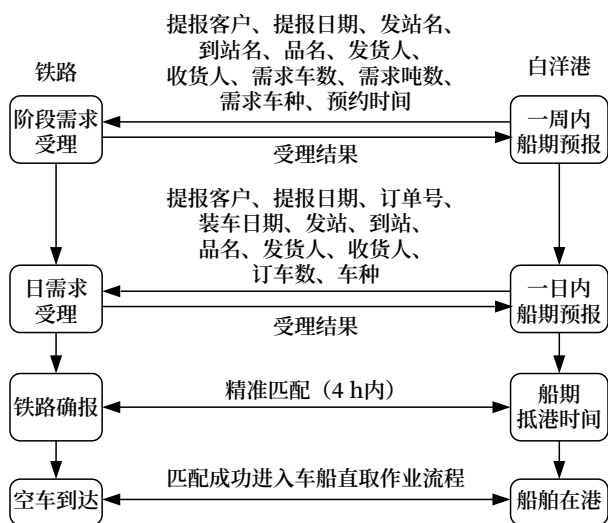 铁路
白洋港
提报客户、提报日期、发站名、
到站名、品名、发货人、
收货人、需求车数、需求吨数、
需求车种、预约时间
阶段需求
受理
一周内
船期预报
受理结果
提报客户、提报日期、订单号、
装车日期、发站、到站、
品名、发货人、收货人、
订车数、车种
日需求
受理
一日内
船期预报
受理结果
铁路确报
精准匹配（4 h内）
船期
抵港时间
空车到达
匹配成功进入车船直取作业流程
船舶在港